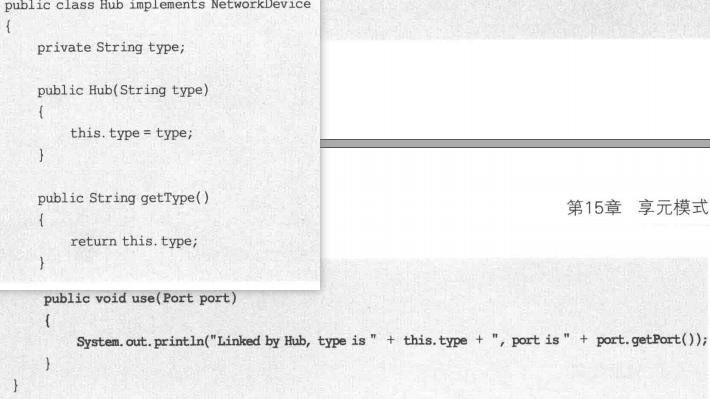 public class Hub implements NetworkDevice
{
private String type;
public Hub(String type)
{
this.type = type;
}
public String getType()
{
return this.type;
}
第15章 享元模式
public void use(Port port)
{
System.out.println("Linked by Hub, type is " + this.type + ", port is " + port.getPort());
}
}